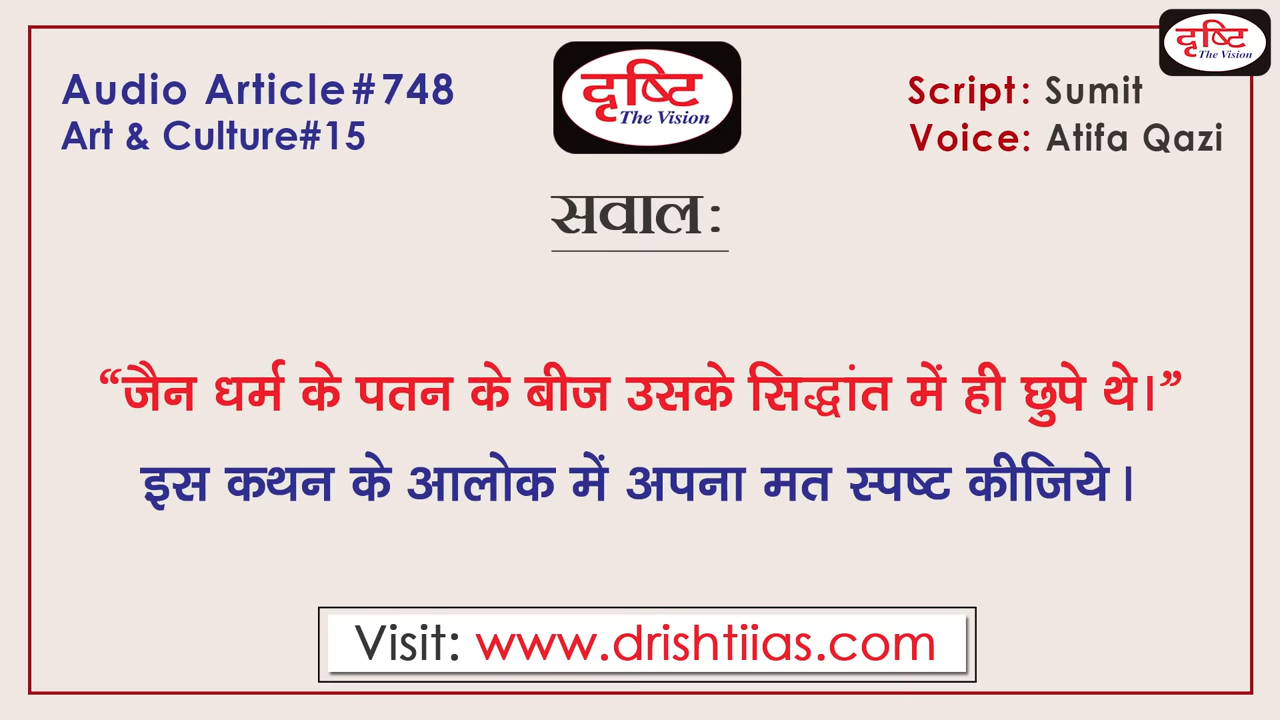 Audio Article#748
Art & Culture#15
दृष्टि
The Vision
Script: Sumit
Voice: Atifa Qazi
दृष्टि
The Vision
सवाल:
“जैन धर्म के पतन के बीज उसके सिद्धांत में ही छुपे थे।”
इस कथन के आलोक में अपना मत स्पष्ट कीजिये।
Visit: www.drishtiias.com